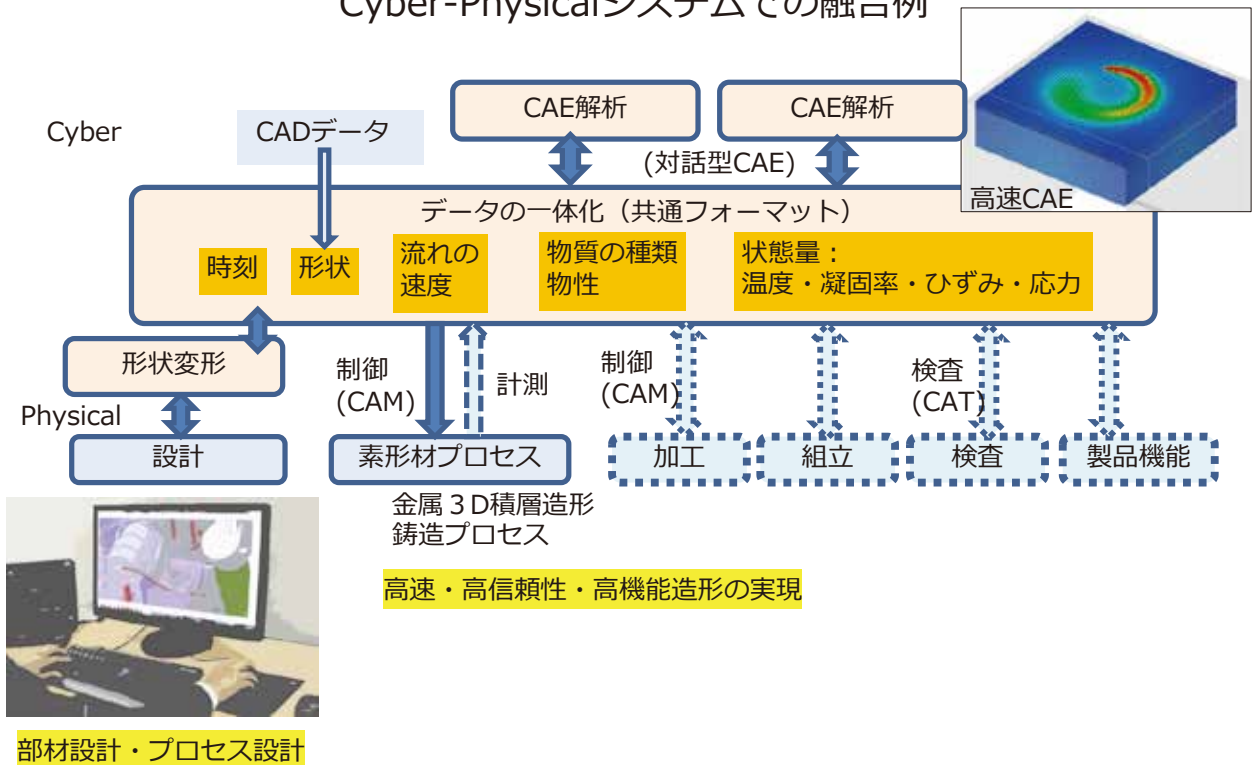 Cyber-Physicalシステムでの融合例
Cyber
CADデータ
CAE解析
CAE解析
(対話型CAE)
高速CAE
データの一体化（共通フォーマット）
時刻
形状
流れの
速度
物質の種類
物性
状態量：
温度・凝固率・ひずみ・応力
形状変形
制御
(CAM)
計測
制御
(CAM)
検査
(CAT)
Physical
設計
素形材プロセス
加工
組立
検査
製品機能
金属３D積層造形
鋳造プロセス
高速・高信頼性・高機能造形の実現
部材設計・プロセス設計